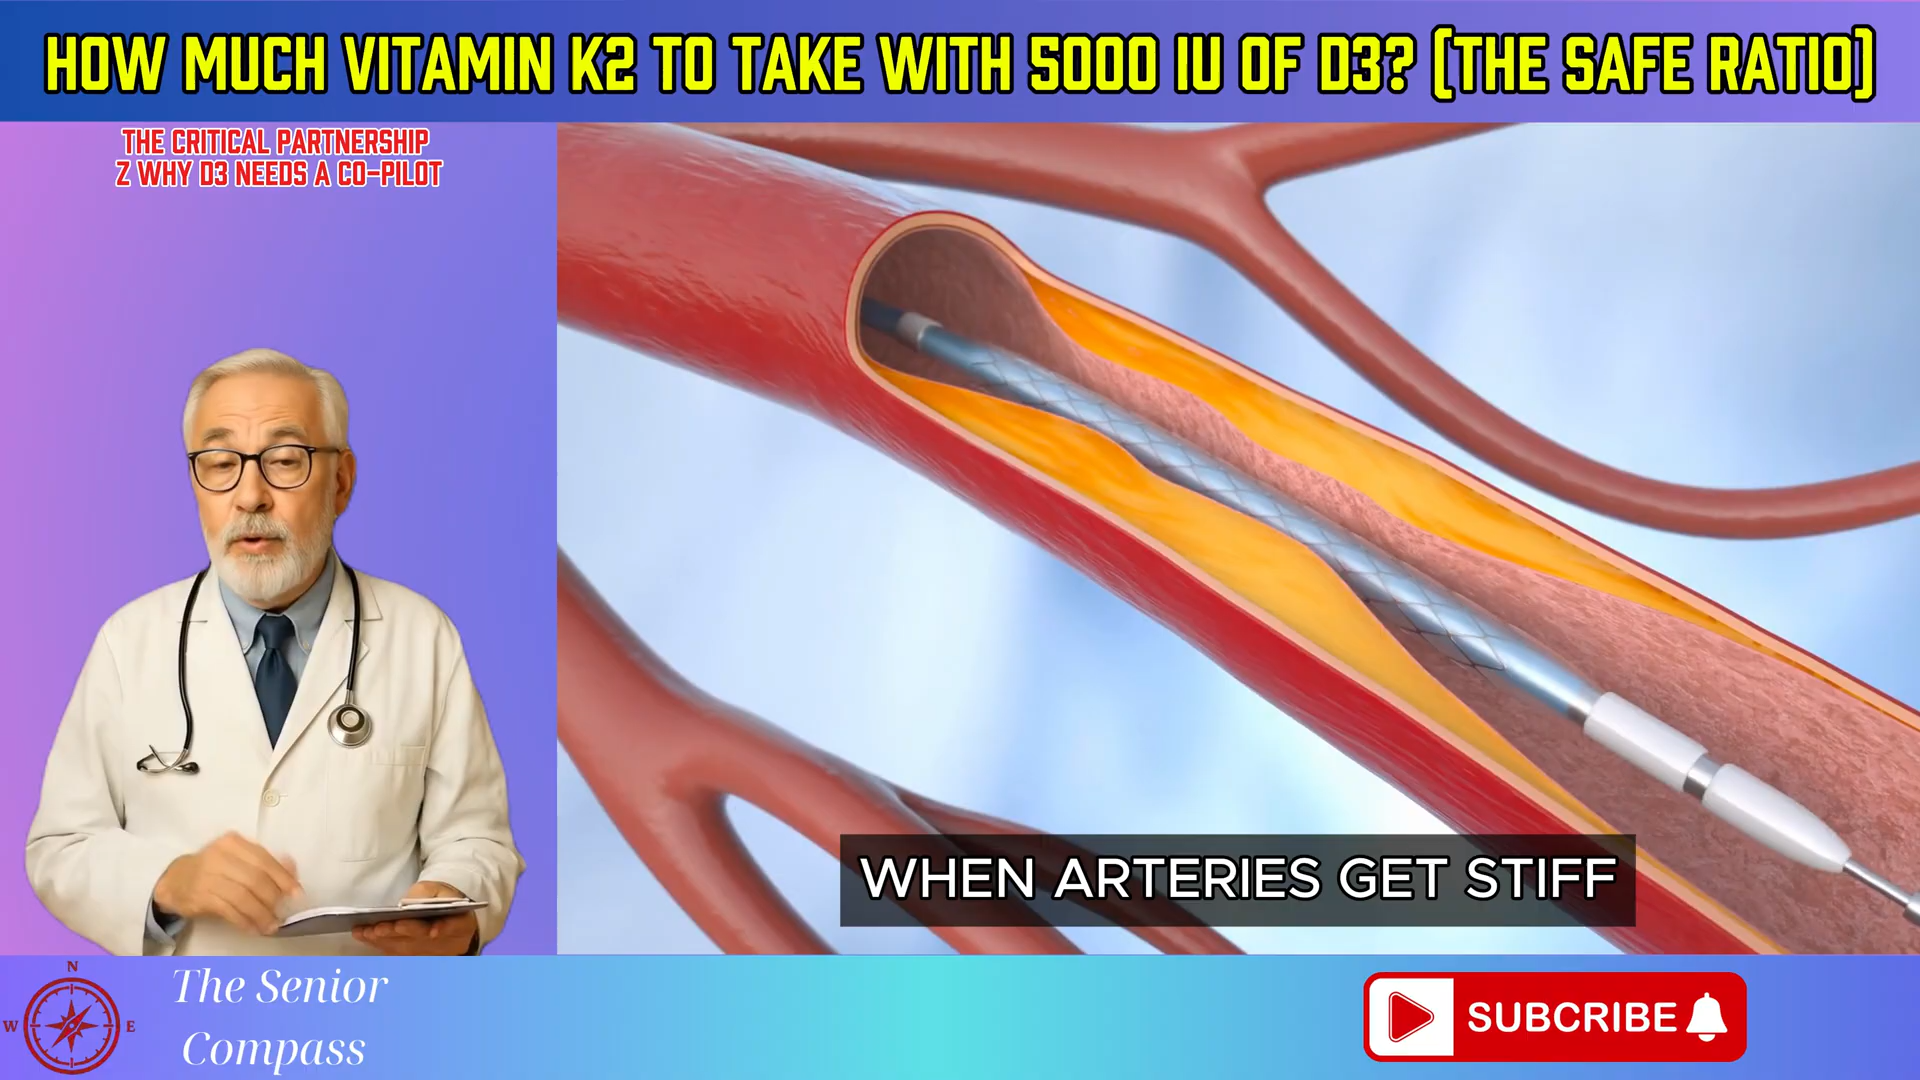 HOW MUCH VITAMIN K2 TO TAKE WITH 5000 IU OF D3? (THE SAFE RATIO)
THE CRITICAL PARTNERSHIP
Z WHY D3 NEEDS A CO-PILOT
WHEN ARTERIES GET STIFF
N
W E
The Senior
Compass
SUBCRIBE